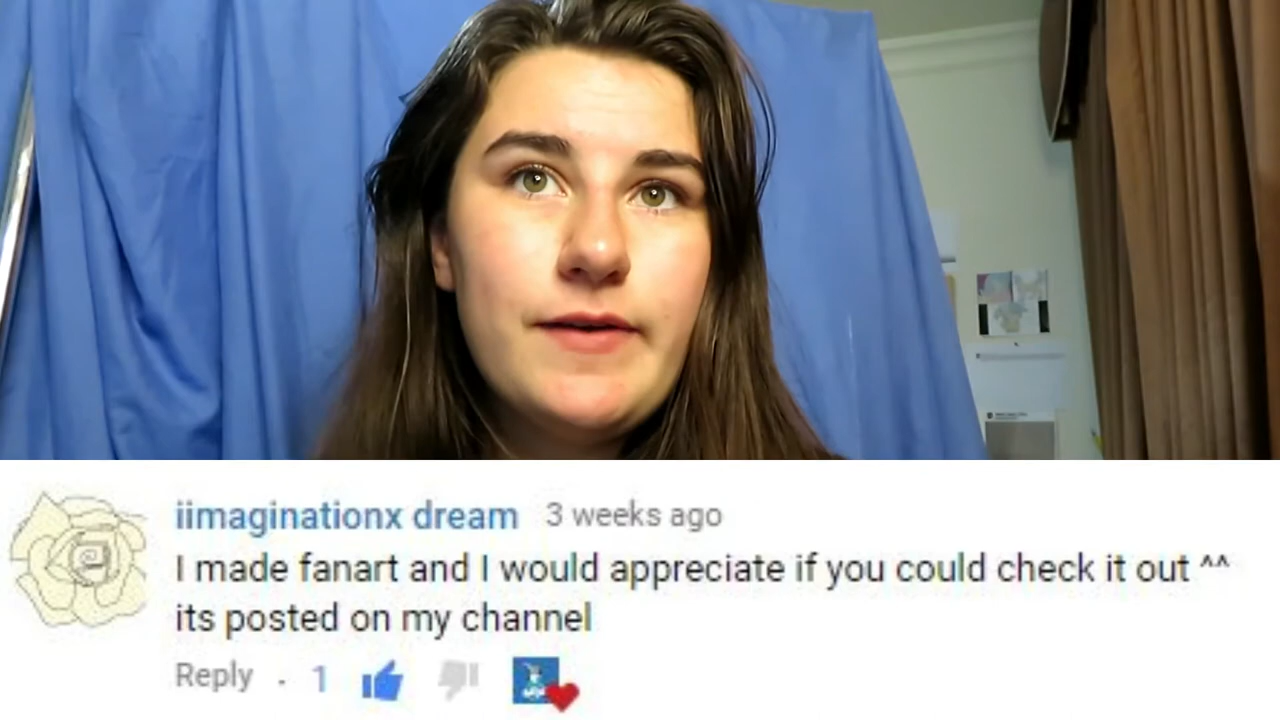 iimaginationx dream 3 weeks ago
I made fanart and I would appreciate if you could check it out ^^
its posted on my channel
Reply · 1